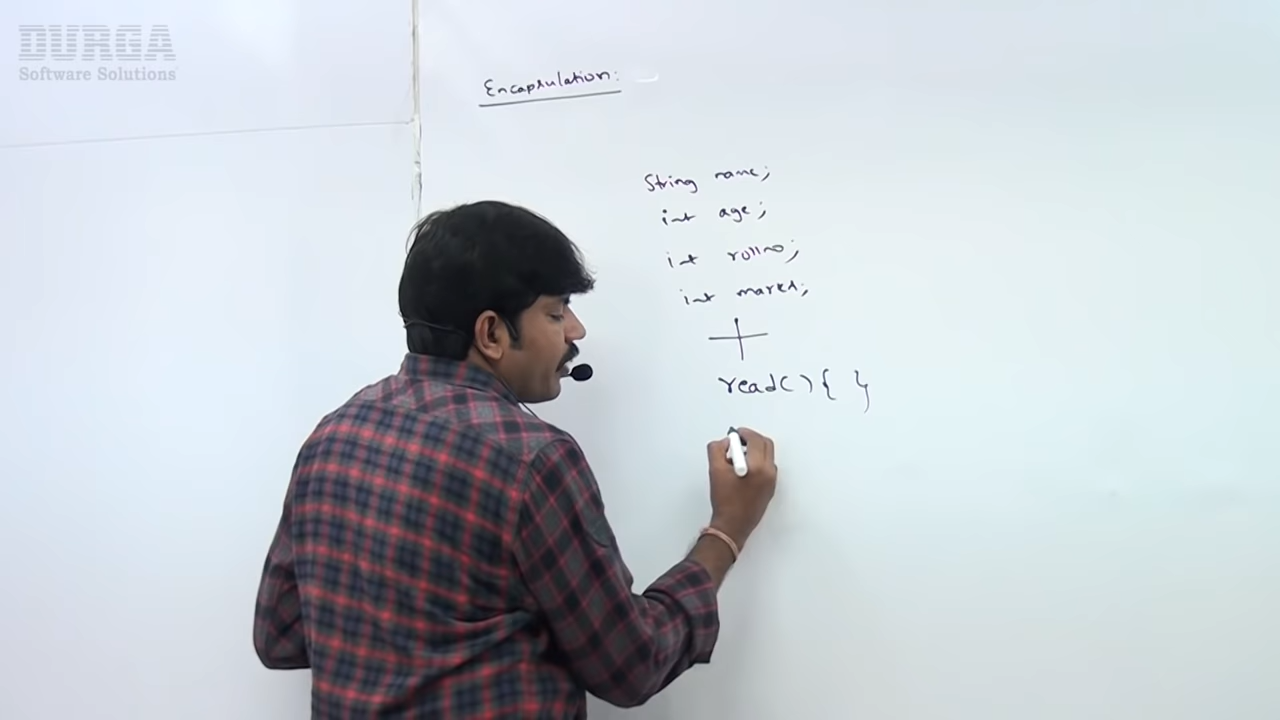 DURGA
Software Solutions
Encapsulation:
String name;
int age;
int rollno;
int marks;
+
read() { }